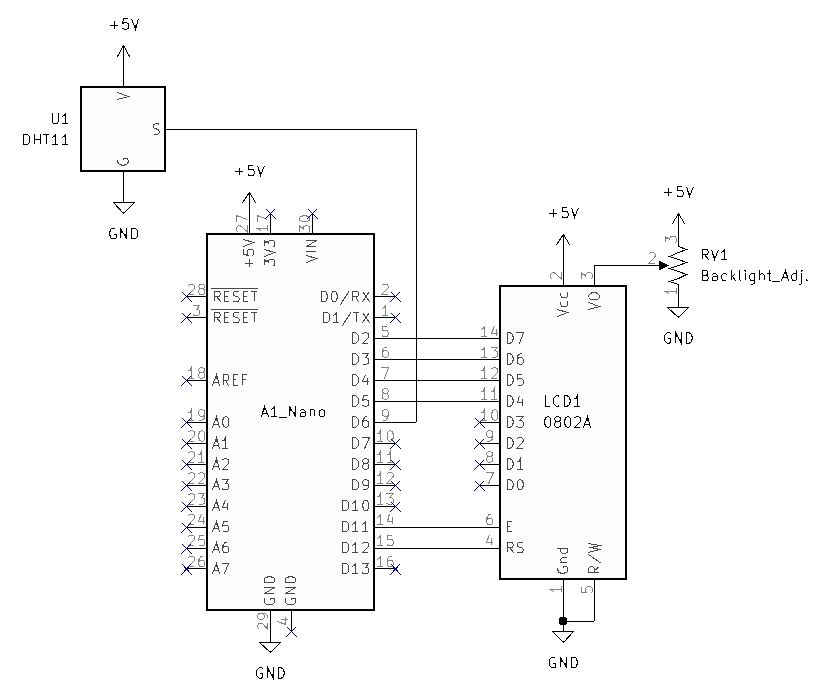 +5V
V
U1
DHT11
S
G
GND
+5V
27
17
30
+5V
3V3
VIN
28 RESET
3 RESET
18 AREF
19 A0
20 A1
21 A2
22 A3
23 A4
24 A5
25 A6
26 A7
A1_Nano
D0/RX 2
D1/TX 1
D2 5
D3 6
D4 7
D5 8
D6 9
D7 10
D8 11
D9 12
D10 13
D11 14
D12 15
D13 16
GND
GND
29
4
GND
+5V
2
3
Vcc
VO
14 D7
13 D6
12 D5
11 D4
10 D3
9 D2
8 D1
7 D0
6 E
4 RS
LCD1
0802A
Gnd
R/W
1
5
GND
+5V
3
2
1
RV1
Backlight_Adj.
GND